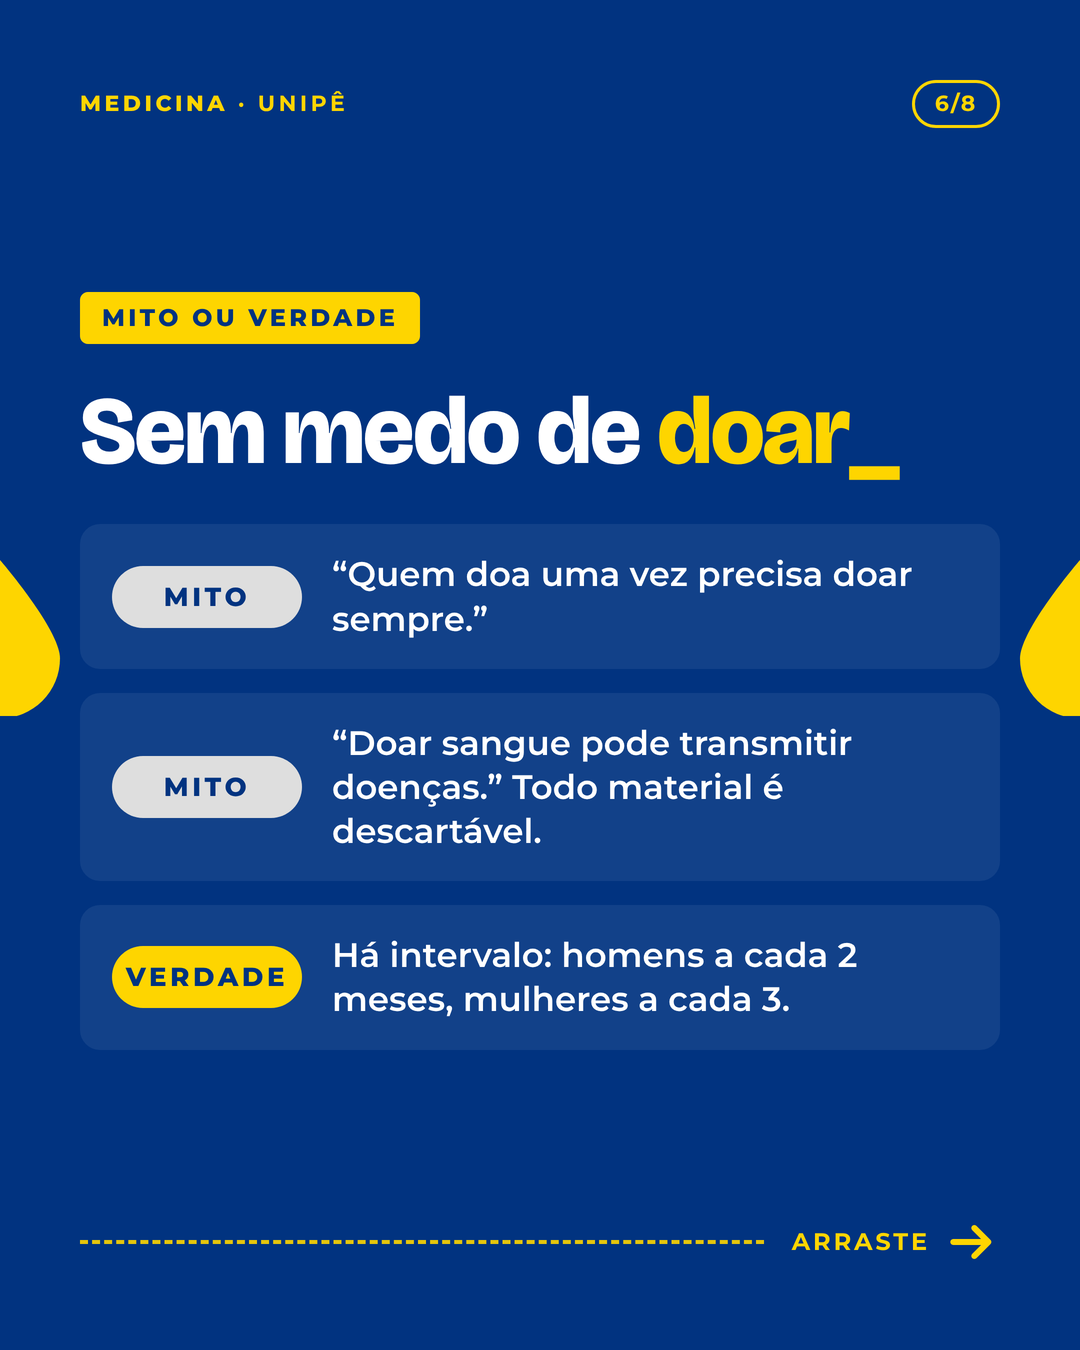 MEDICINA · UNIPÊ
6/8
MITO OU VERDADE
Sem medo de doar_
MITO
“Quem doa uma vez precisa doar
sempre.”
MITO
“Doar sangue pode transmitir
doenças.” Todo material é
descartável.
VERDADE
Há intervalo: homens a cada 2
meses, mulheres a cada 3.
ARRASTE